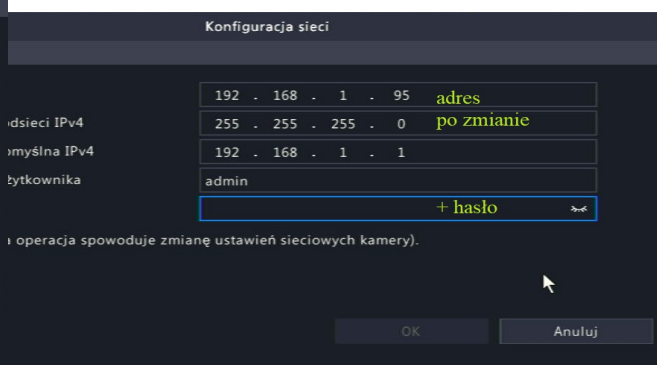 Konfiguracja sieci
192 . 168 . 1 . 95 adres
dsieci IPv4 255 . 255 . 255 . 0 po zmianie
omyślna IPv4 192 . 168 . 1 . 1
żytkownika admin
+ hasło
a operacja spowoduje zmianę ustawień sieciowych kamery).
OK Anuluj